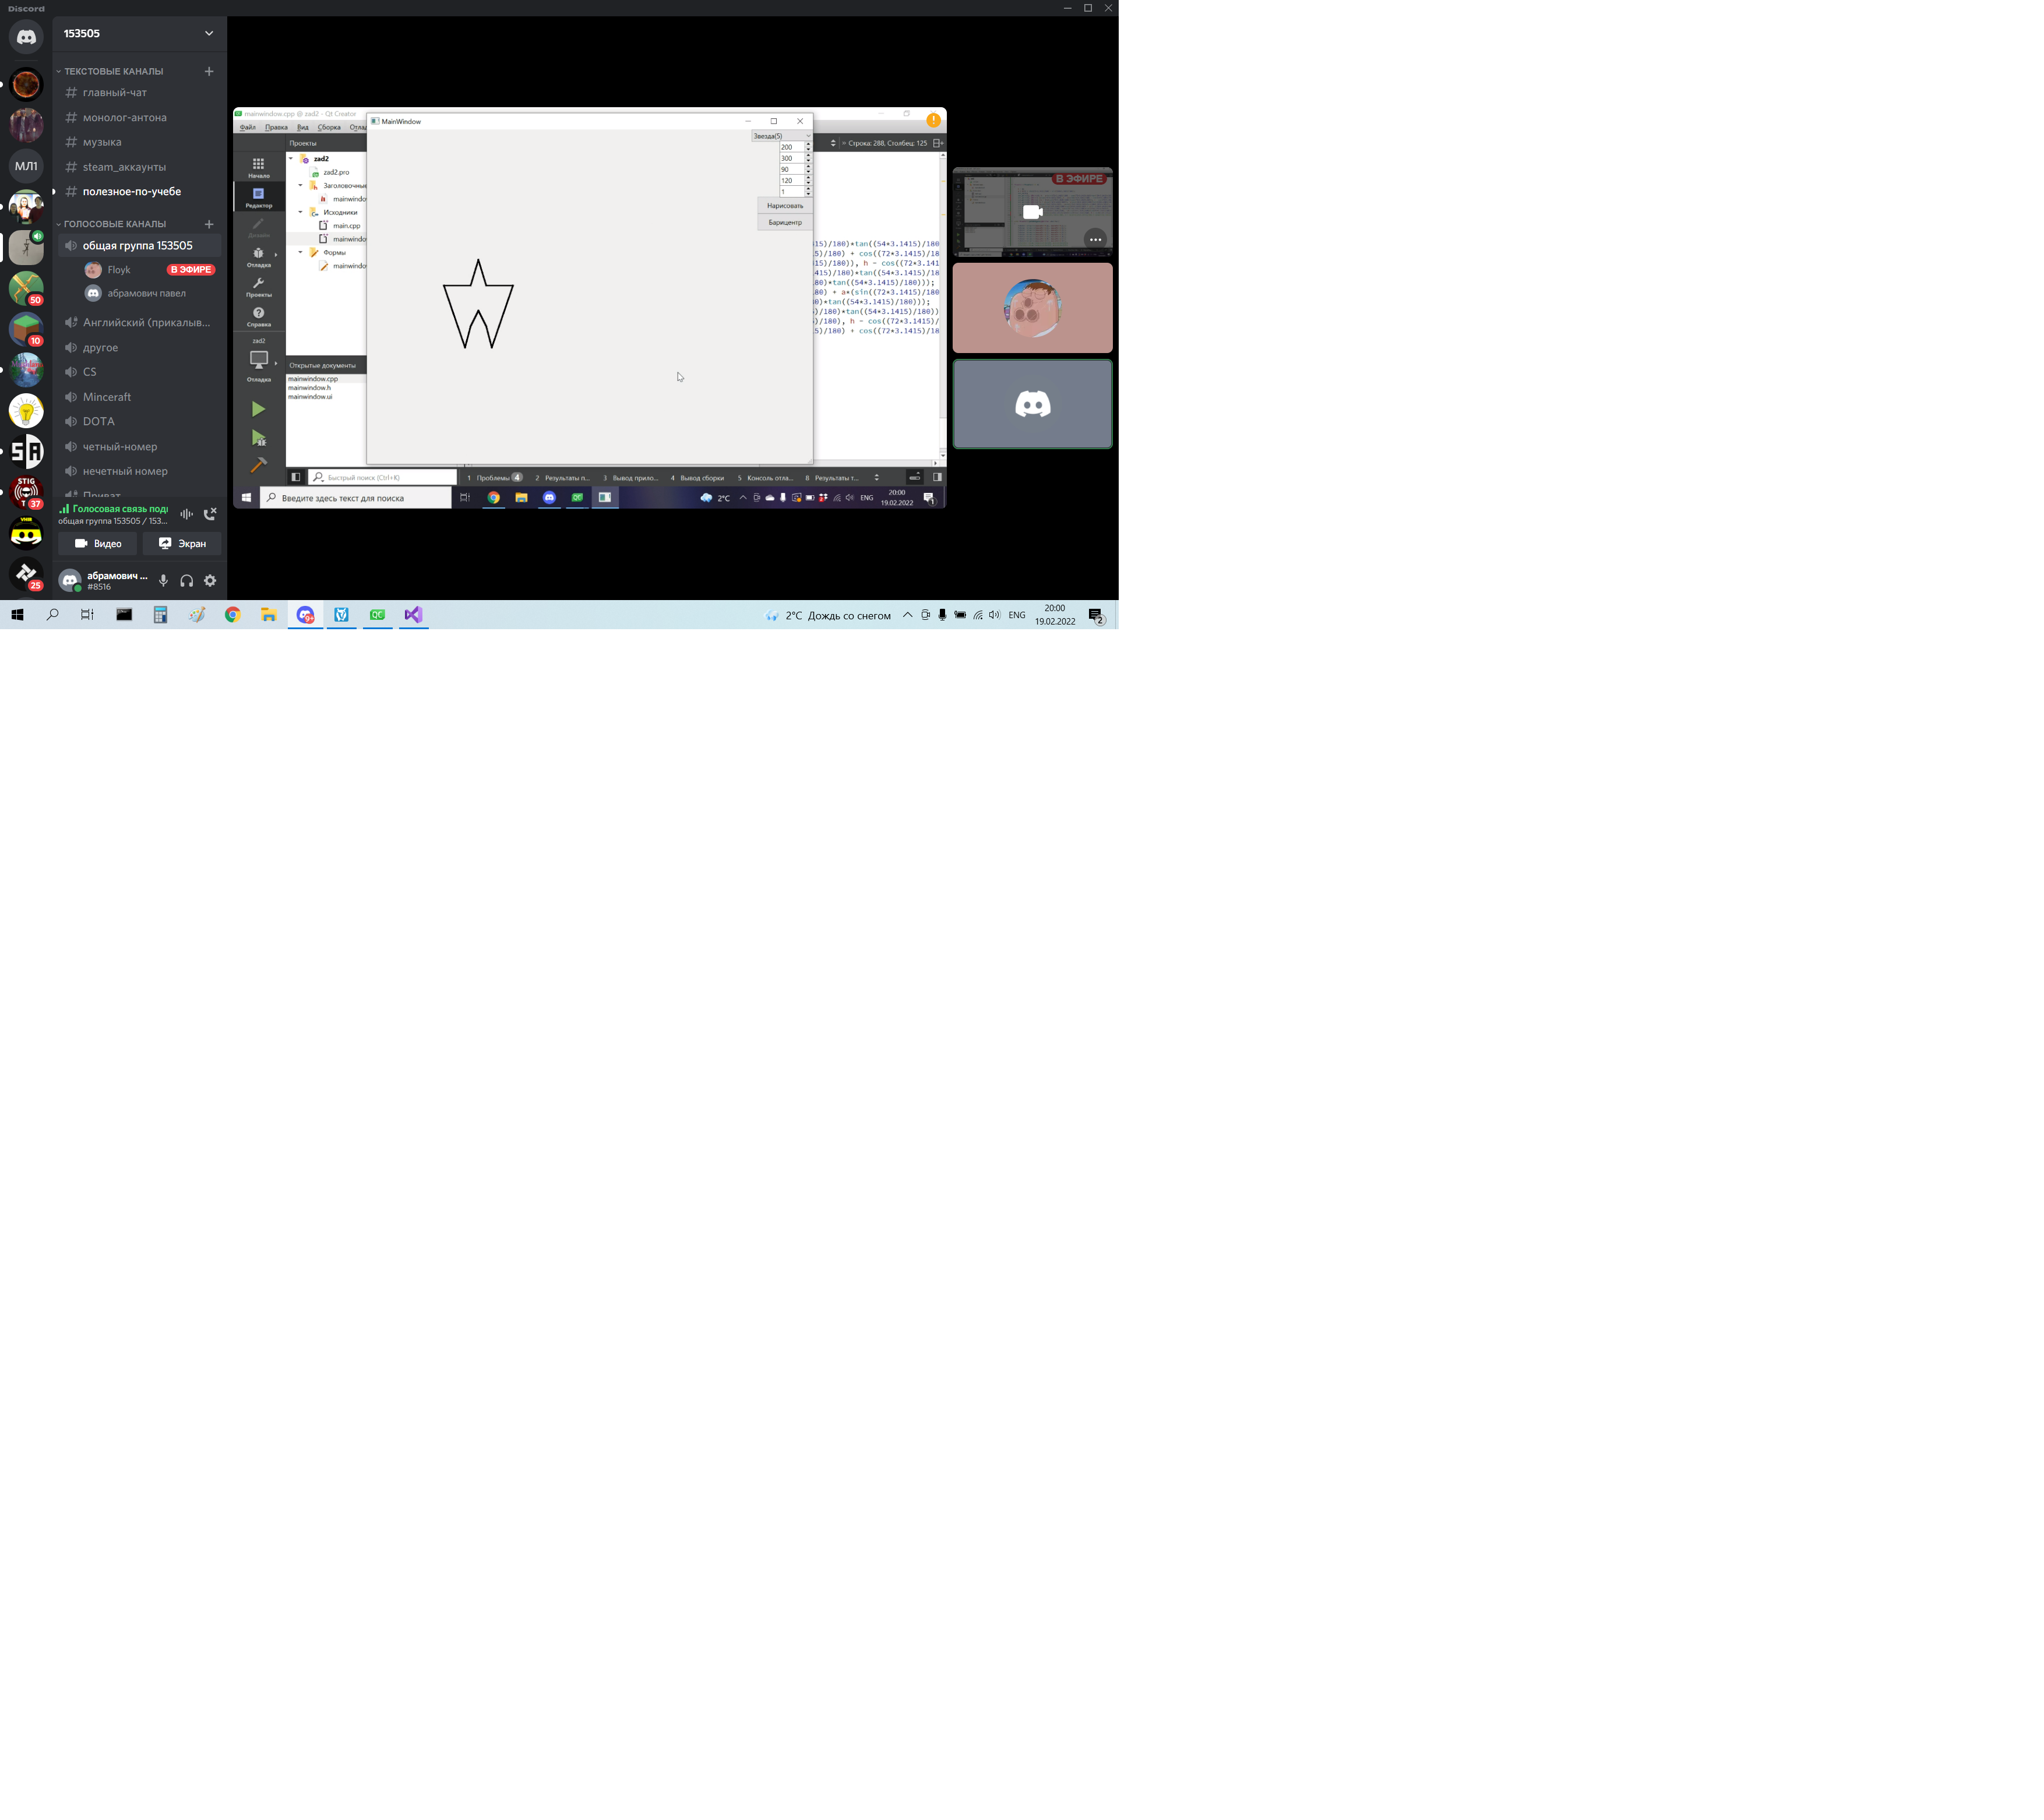 Discord
153505
ТЕКСТОВЫЕ КАНАЛЫ
главный-чат
монолог-антона
музыка
МЛ1
steam_аккаунты
полезное-по-учебе
ГОЛОСОВЫЕ КАНАЛЫ
общая группа 153505
Floyk
В ЭФИРЕ
абрамович павел
50
Английский (прикалыв...
10
другое
CS
Minceraft
DOTA
четный-номер
SA
нечетный номер
STIG
37
Приват
VHSR
Голосовая связь под
общая группа 153505 / 153...
Видео
Экран
25
абрамович ...
#8516
mainwindow.cpp @ zad2 - Qt Creator
Файл Правка Вид Сборка Отлад
Проекты
Начало
Редактор
Дизайн
Отладка
Проекты
Справка
zad2
Отладка
zad2
zad2.pro
Заголовочные
mainwindo
Исходники
main.cpp
mainwindo
Формы
mainwindo
Открытые документы
mainwindow.cpp
mainwindow.h
mainwindow.ui
MainWindow
Звезда(5)
200
300
90
120
1
Нарисовать
Барицентр
Строка: 288, Столбец: 125
15)/180)*tan((54*3.1415)/180
5)/180) + cos((72*3.1415)/18
15)/180)), h - cos((72*3.141
415)/180)*tan((54*3.1415)/18
80)*tan((54*3.1415)/180)));
80) + a*(sin((72*3.1415)/180
0)*tan((54*3.1415)/180)));
)/180)*tan((54*3.1415)/180))
)/180), h - cos((72*3.1415)/
5)/180) + cos((72*3.1415)/18
Быстрый поиск (Ctrl+K)
1 Проблемы 4
2 Результаты п...
3 Вывод прило...
4 Вывод сборки
5 Консоль отла...
8 Результаты т...
Введите здесь текст для поиска
2°C
ENG
20:00
19.02.2022
1
В ЭФИРЕ
9+
QC
2°C Дождь со снегом
ENG
20:00
19.02.2022
2